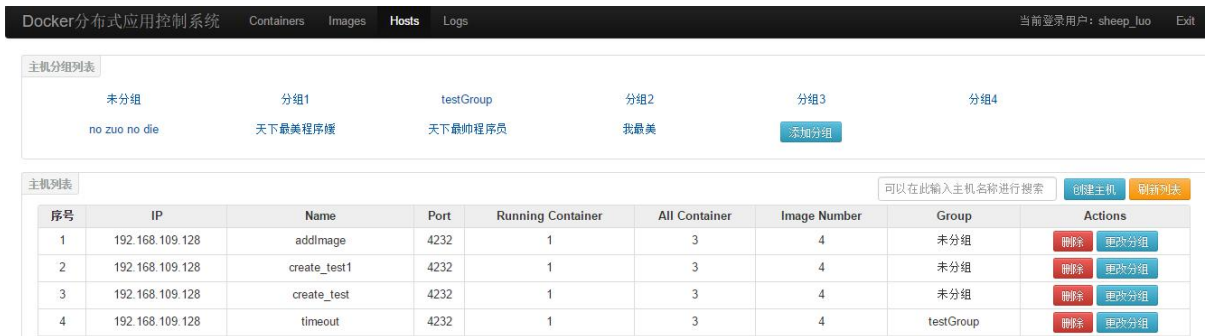 Docker分布式应用控制系统 Containers Images Hosts Logs 当前登录用户：sheep_luo Exit
主机分组列表
未分组 分组1 testGroup 分组2 分组3 分组4
no zuo no die 天下最美程序媛 天下最帅程序员 我最美 添加分组
主机列表 可以在此输入主机名称进行搜索 创建主机 刷新列表
序号 IP Name Port Running Container All Container Image Number Group Actions
1 192.168.109.128 addImage 4232 1 3 4 未分组 删除 更改分组
2 192.168.109.128 create_test1 4232 1 3 4 未分组 删除 更改分组
3 192.168.109.128 create_test 4232 1 3 4 未分组 删除 更改分组
4 192.168.109.128 timeout 4232 1 3 4 testGroup 删除 更改分组